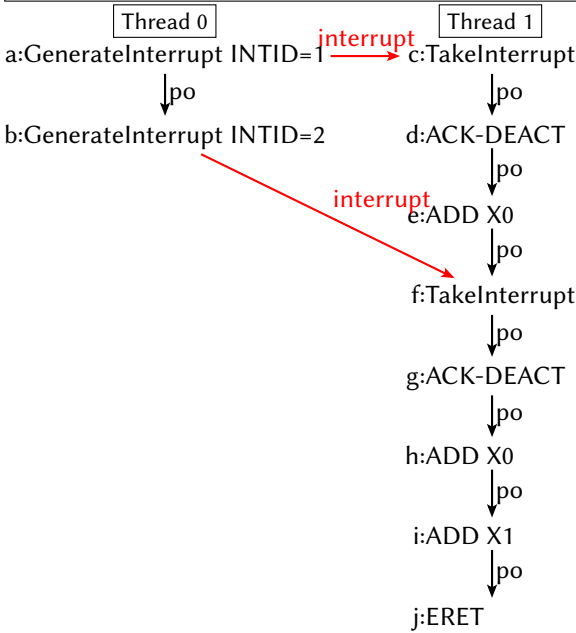 Thread 0
Thread 1
a:GenerateInterrupt INTID=1
interrupt
c:TakeInterrupt
po
po
b:GenerateInterrupt INTID=2
d:ACK-DEACT
po
interrupt
e:ADD X0
po
f:TakeInterrupt
po
g:ACK-DEACT
po
h:ADD X0
po
i:ADD X1
po
j:ERET